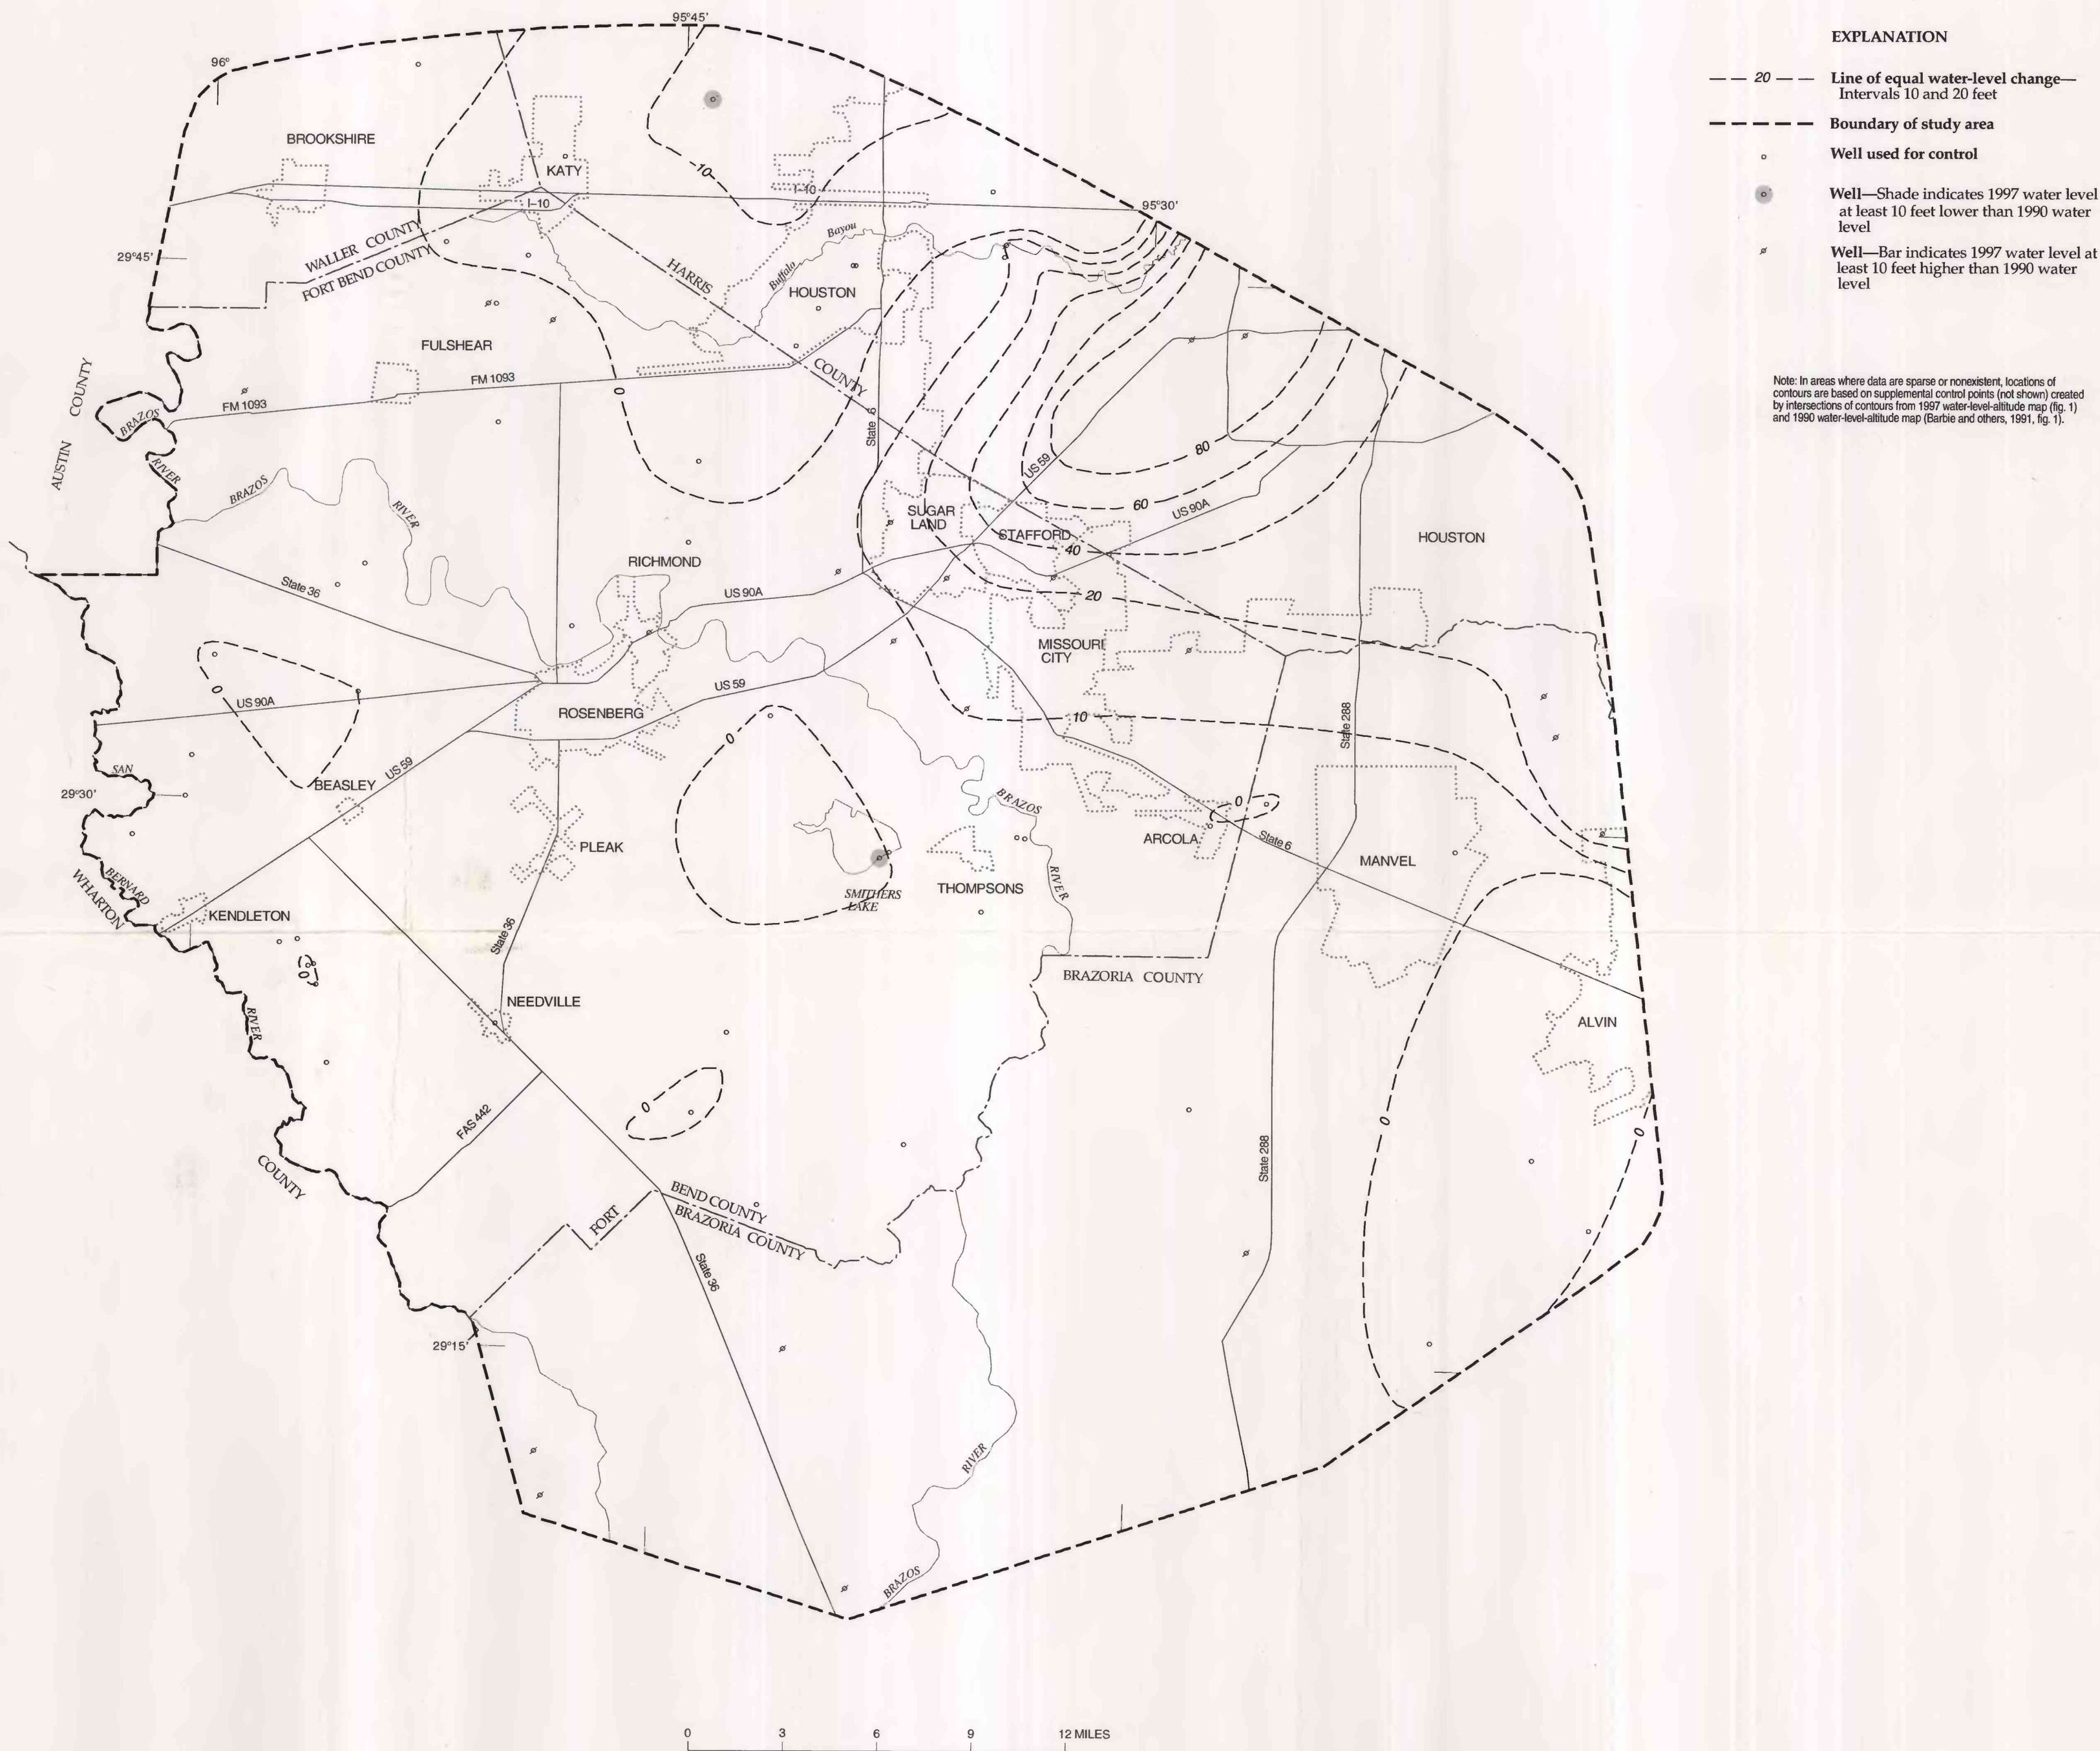 95°45'
96°
BROOKSHIRE
KATY
-10
I-10
I-10
95°30'
WALLER COUNTY
FORT BEND COUNTY
29°45'
HARRIS
COUNTY
Buffalo
Bayou
HOUSTON
FULSHEAR
FM 1093
FM 1093
0
AUSTIN COUNTY
BRAZOS
RIVER
BRAZOS
RIVER
State 6
US 59
80
60
US 90A
SUGAR
LAND
STAFFORD
40
HOUSTON
RICHMOND
State 36
US 90A
20
MISSOURI
CITY
0
US 90A
US 59
ROSENBERG
10
State 288
0
SAN
BEASLEY
US 59
29°30'
BRAZOS
0
ARCOLA
State 6
MANVEL
PLEAK
SMITHERS
LAKE
THOMPSONS
RIVER
BERNARD
WHARTON
KENDLETON
State 36
0
BRAZORIA COUNTY
NEEDVILLE
RIVER
ALVIN
0
FAS 442
0
0
State 288
COUNTY
FORT
BEND COUNTY
BRAZORIA COUNTY
State 36
29°15'
RIVER
BRAZOS
0 3 6 9 12 MILES
EXPLANATION
20 Line of equal water-level change—
Intervals 10 and 20 feet
Boundary of study area
Well used for control
Well—Shade indicates 1997 water level
at least 10 feet lower than 1990 water
level
Well—Bar indicates 1997 water level at
least 10 feet higher than 1990 water
level
Note: In areas where data are sparse or nonexistent, locations of
contours are based on supplemental control points (not shown) created
by intersections of contours from 1997 water-level-altitude map (fig. 1)
and 1990 water-level-altitude map (Barbie and others, 1991, fig. 1).